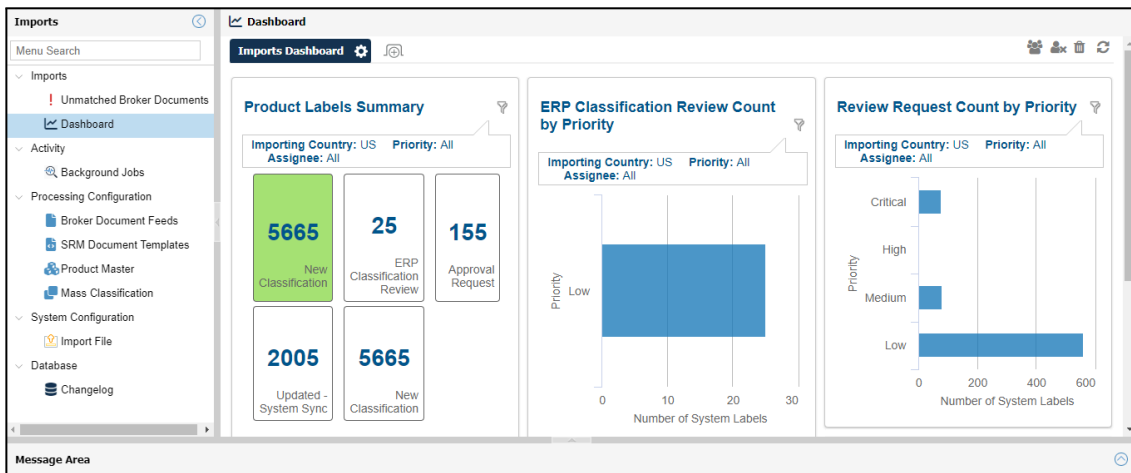 Imports
Menu Search
Imports
Unmatched Broker Documents
Dashboard
Activity
Background Jobs
Processing Configuration
Broker Document Feeds
SRM Document Templates
Product Master
Mass Classification
System Configuration
Import File
Database
Changelog
Dashboard
Imports Dashboard
Product Labels Summary
Importing Country: US Priority: All
Assignee: All
5665
New
Classification
25
ERP
Classification
Review
155
Approval
Request
2005
Updated -
System Sync
5665
New
Classification
ERP Classification Review Count
by Priority
Importing Country: US Priority: All
Assignee: All
Priority
Low
0 10 20 30
Number of System Labels
Review Request Count by Priority
Importing Country: US Priority: All
Assignee: All
Priority
Critical
High
Medium
Low
0 200 400 600
Number of System Labels
Message Area